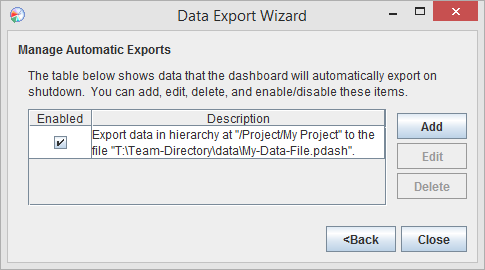 Data Export Wizard
Manage Automatic Exports
The table below shows data that the dashboard will automatically export on
shutdown. You can add, edit, delete, and enable/disable these items.
Enabled Description
Export data in hierarchy at "/Project/My Project" to the
file "T:\Team-Directory\data\My-Data-File.pdash".
Add
Edit
Delete
<Back Close